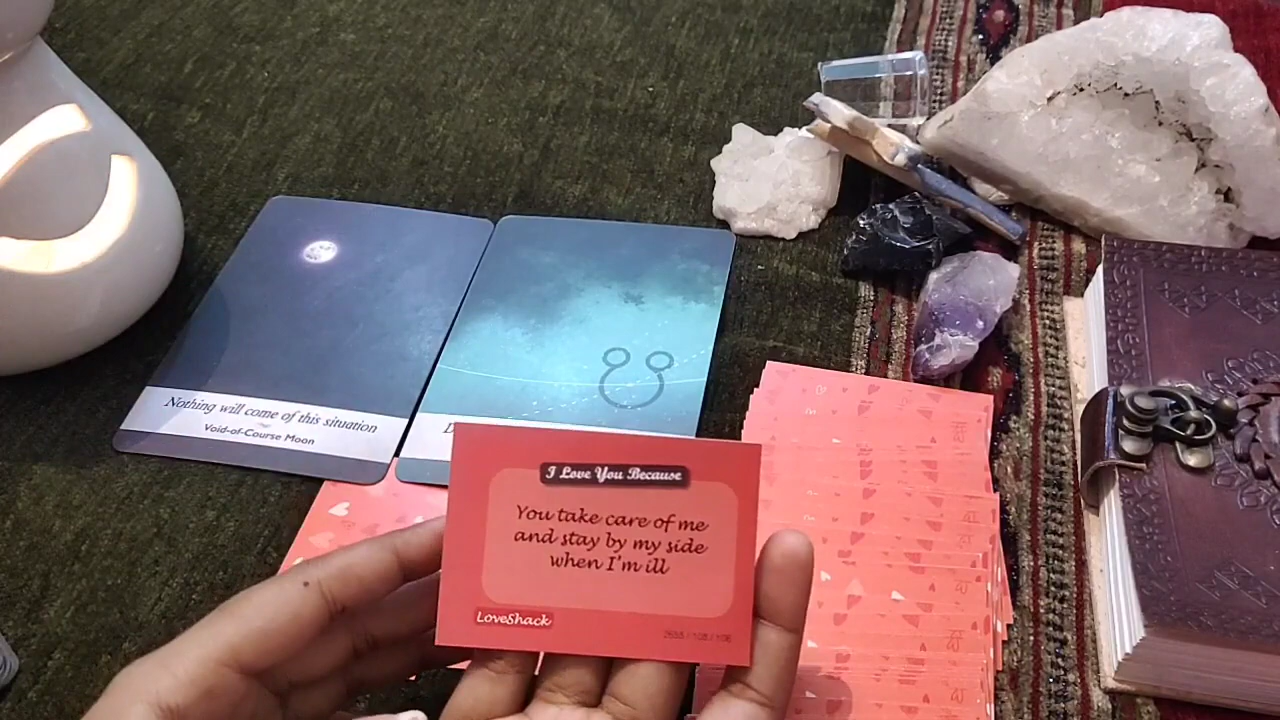 Nothing will come of this situation
Void-of-Course Moon
D
I Love You Because
You take care of me
and stay by my side
when I'm ill
LoveShack